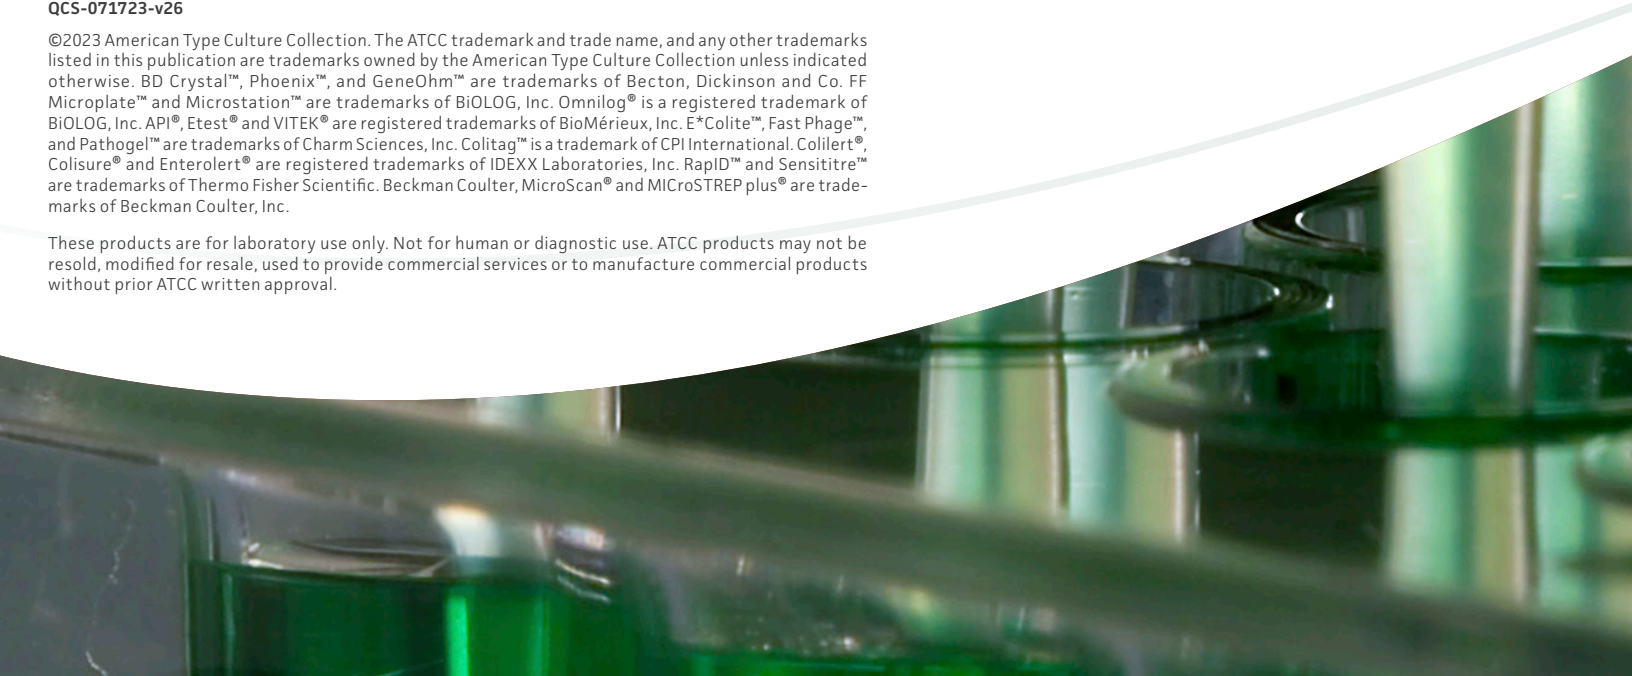 QCS-071723-v26
©2023 American Type Culture Collection. The ATCC trademark and trade name, and any other trademarks
listed in this publication are trademarks owned by the American Type Culture Collection unless indicated
otherwise. BD Crystal™, Phoenix™, and GeneOhm™ are trademarks of Becton, Dickinson and Co. FF
Microplate™ and Microstation™ are trademarks of BiOLOG, Inc. Omnilog® is a registered trademark of
BiOLOG, Inc. API®, Etest® and VITEK® are registered trademarks of BioMérieux, Inc. E*Colite™, Fast Phage™,
and Pathogel™ are trademarks of Charm Sciences, Inc. Colitag™ is a trademark of CPI International. Colilert®,
Colisure® and Enterolert® are registered trademarks of IDEXX Laboratories, Inc. RapID™ and Sensititre™
are trademarks of Thermo Fisher Scientific. Beckman Coulter, MicroScan® and MICroSTREP plus® are trade-
marks of Beckman Coulter, Inc.
These products are for laboratory use only. Not for human or diagnostic use. ATCC products may not be
resold, modified for resale, used to provide commercial services or to manufacture commercial products
without prior ATCC written approval.